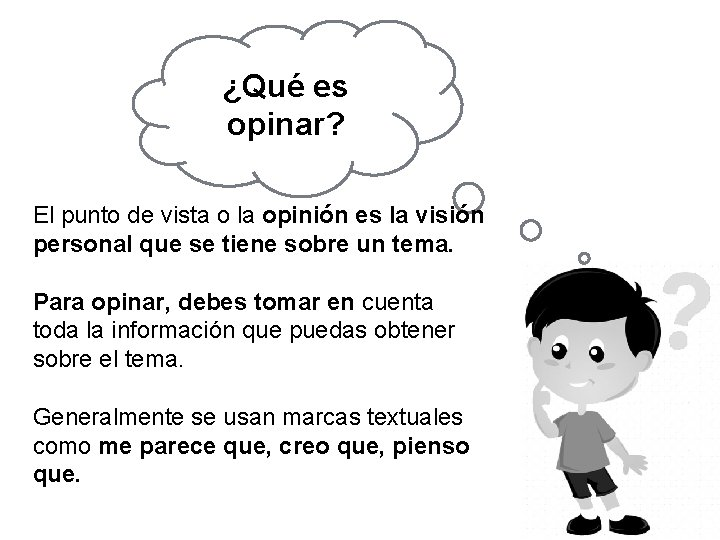 ¿Qué es
opinar?
El punto de vista o la opinión es la visión
personal que se tiene sobre un tema.
Para opinar, debes tomar en cuenta
toda la información que puedas obtener
sobre el tema.
Generalmente se usan marcas textuales
como me parece que, creo que, pienso
que.
?